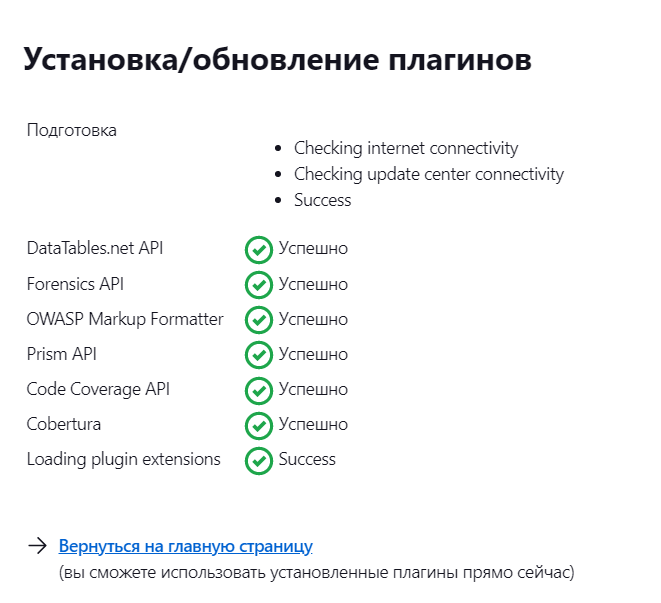 Установка/обновление плагинов
Подготовка
Checking internet connectivity
Checking update center connectivity
Success
DataTables.net API Успешно
Forensics API Успешно
OWASP Markup Formatter Успешно
Prism API Успешно
Code Coverage API Успешно
Cobertura Успешно
Loading plugin extensions Success
Вернуться на главную страницу
(вы сможете использовать установленные плагины прямо сейчас)